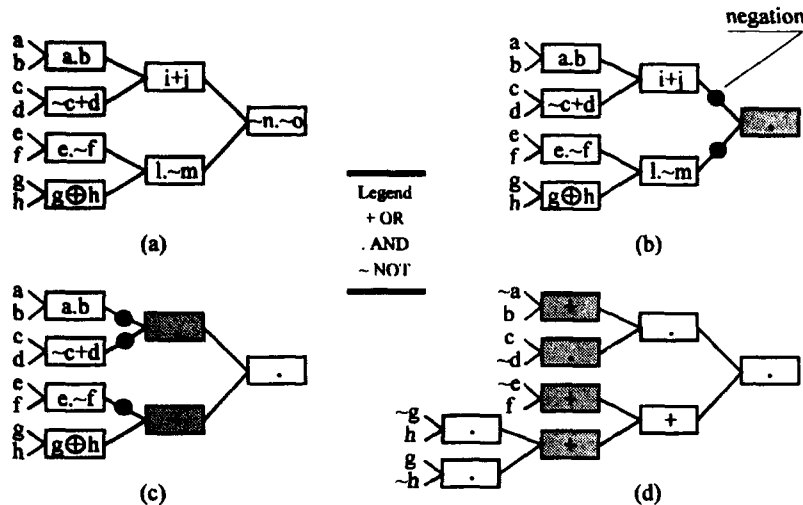 negation
a
b
a.b
i+j
c
d
~c+d
~n.~o
e
f
e.~f
l.~m
g
h
g⊕h
(a)
a
b
a.b
i+j
c
d
~c+d
.
e
f
e.~f
l.~m
g
h
g⊕h
(b)
Legend
+ OR
. AND
~ NOT
a
b
a.b
c
d
~c+d
.
e
f
e.~f
g
h
g⊕h
(c)
~a
b
+
.
c
~d
.
.
~e
f
+
+
~g
h
.
+
g
~h
.
(d)